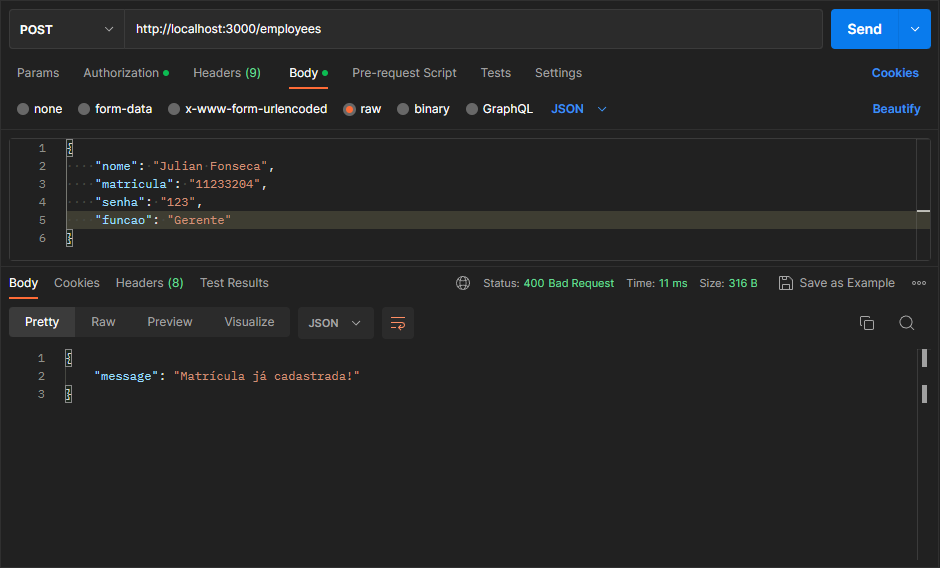 POST http://localhost:3000/employees Send
Params Authorization Headers (9) Body Pre-request Script Tests Settings Cookies
none form-data x-www-form-urlencoded raw binary GraphQL JSON Beautify
1 {
2 "nome": "Julian Fonseca",
3 "matricula": "11233204",
4 "senha": "123",
5 "funcao": "Gerente"
6 }
Body Cookies Headers (8) Test Results Status: 400 Bad Request Time: 11 ms Size: 316 B Save as Example
Pretty Raw Preview Visualize JSON
1 {
2 "message": "Matrícula já cadastrada!"
3 }